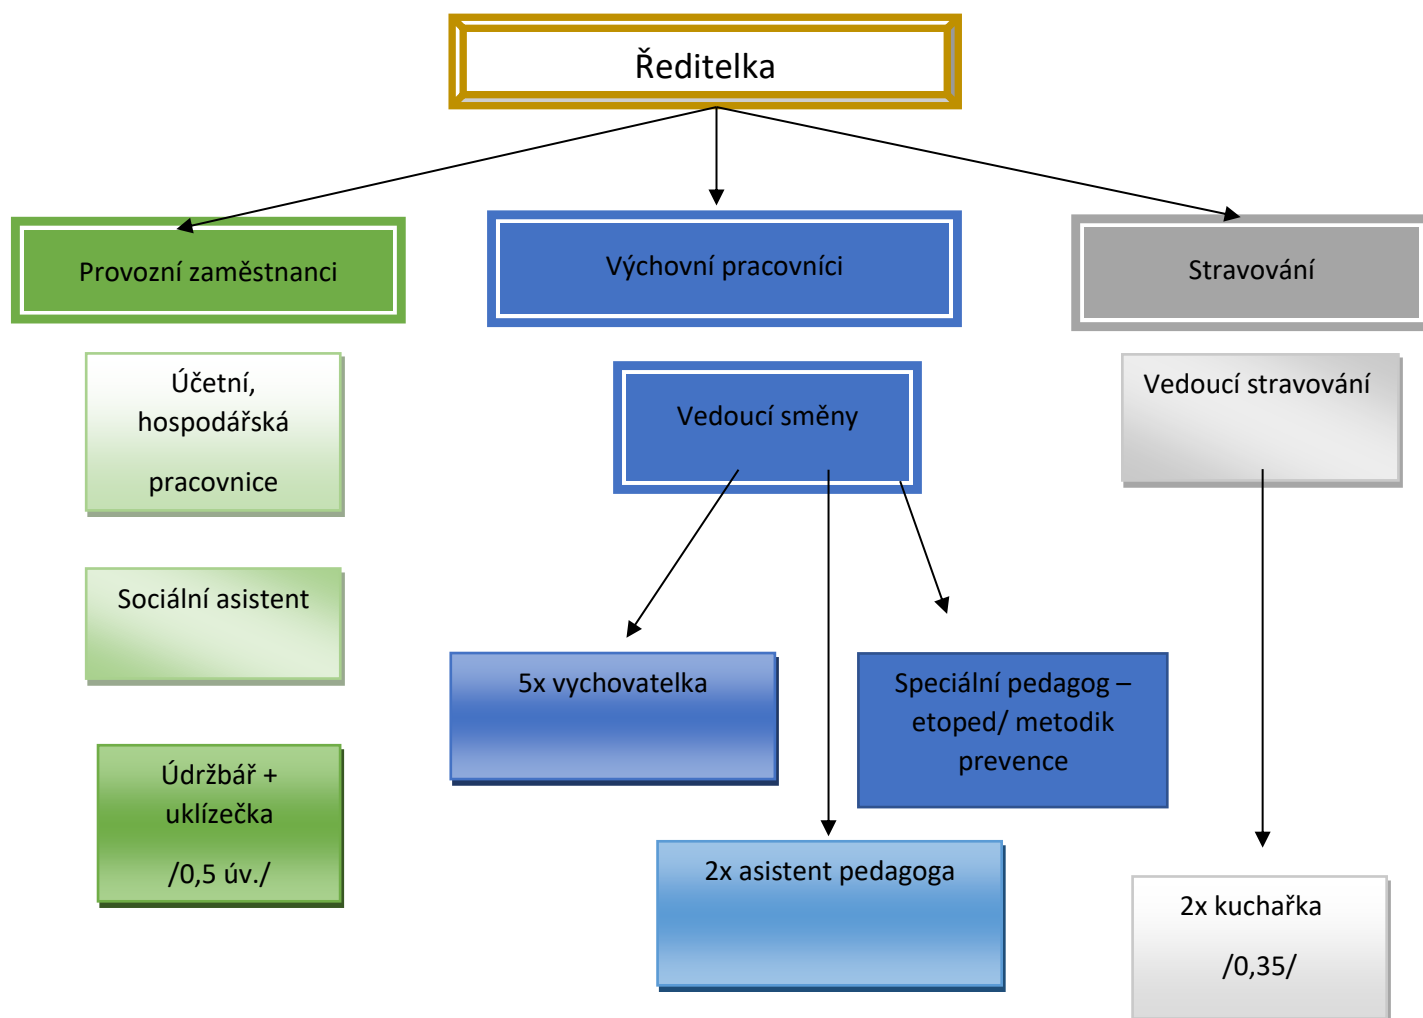 Ředitelka
Provozní zaměstnanci
Výchovní pracovníci
Stravování
Účetní,
hospodářská
pracovnice
Vedoucí směny
Vedoucí stravování
Sociální asistent
5x vychovatelka
Speciální pedagog –
etoped/ metodik
prevence
Údržbář +
uklízečka
/0,5 úv./
2x asistent pedagoga
2x kuchařka
/0,35/